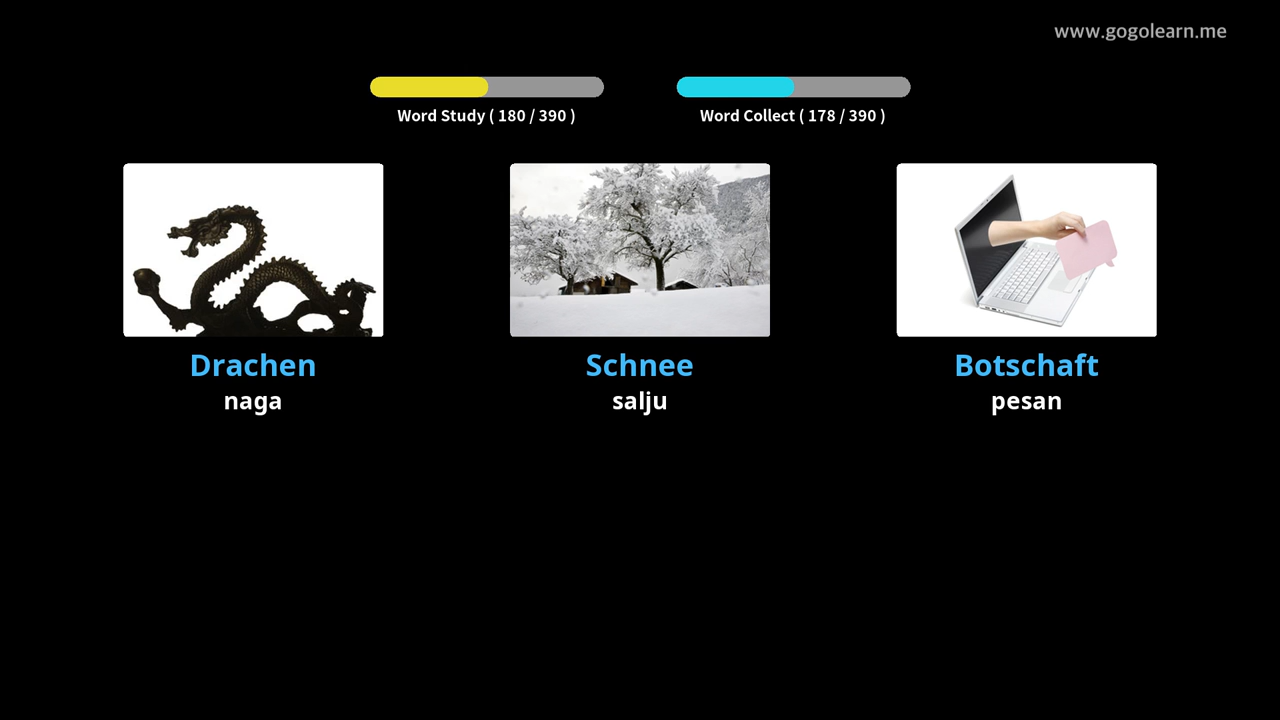 www.gogolearn.me
Word Study ( 180 / 390 )
Word Collect ( 178 / 390 )
Drachen
naga
Schnee
salju
Botschaft
pesan